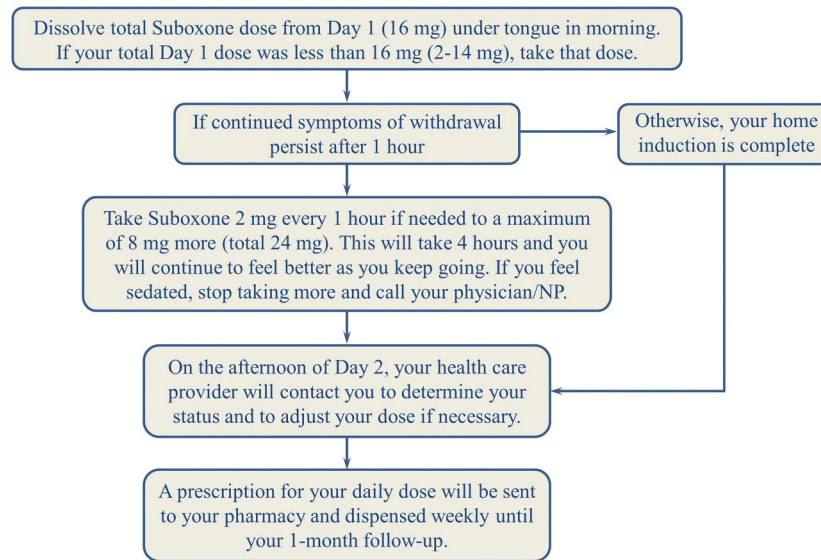 Dissolve total Suboxone dose from Day 1 (16 mg) under tongue in morning.
If your total Day 1 dose was less than 16 mg (2-14 mg), take that dose.
If continued symptoms of withdrawal
persist after 1 hour
Otherwise, your home
induction is complete
Take Suboxone 2 mg every 1 hour if needed to a maximum
of 8 mg more (total 24 mg). This will take 4 hours and you
will continue to feel better as you keep going. If you feel
sedated, stop taking more and call your physician/NP.
On the afternoon of Day 2, your health care
provider will contact you to determine your
status and to adjust your dose if necessary.
A prescription for your daily dose will be sent
to your pharmacy and dispensed weekly until
your 1-month follow-up.